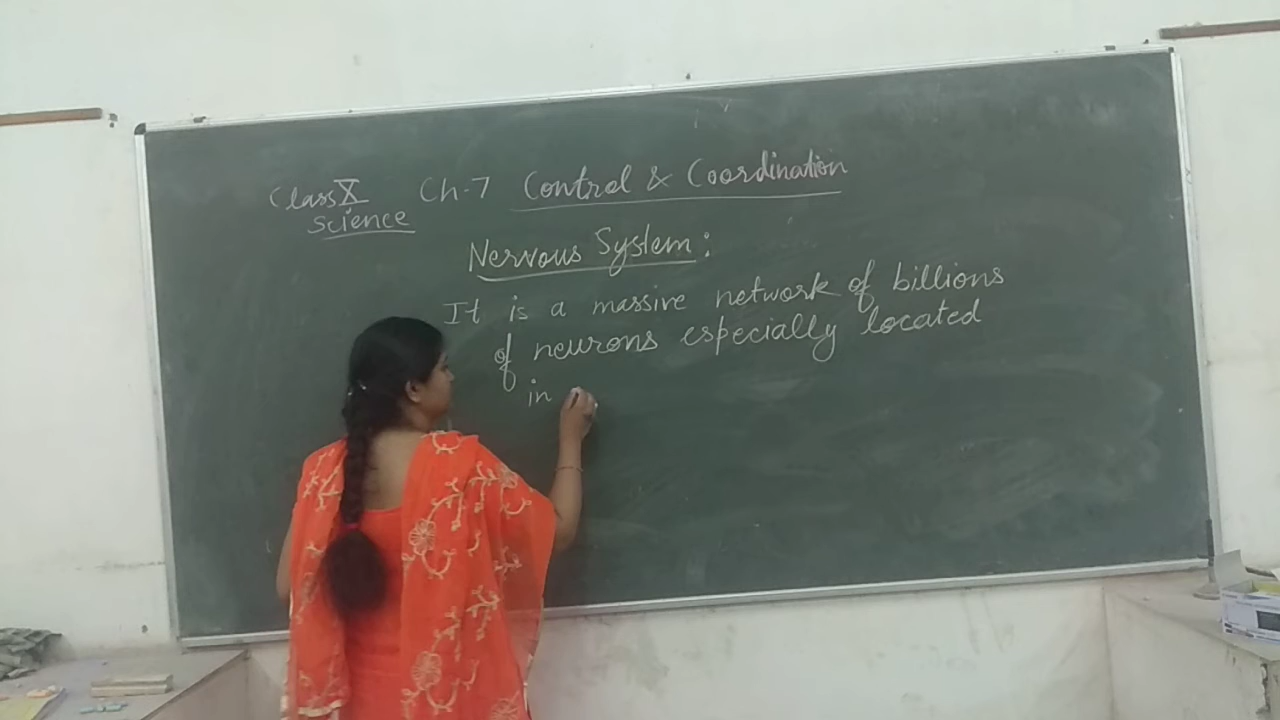 Class X Ch-7 Control & Coordination
Science
Nervous System:
It is a massive network of billions
of neurons especially located
in